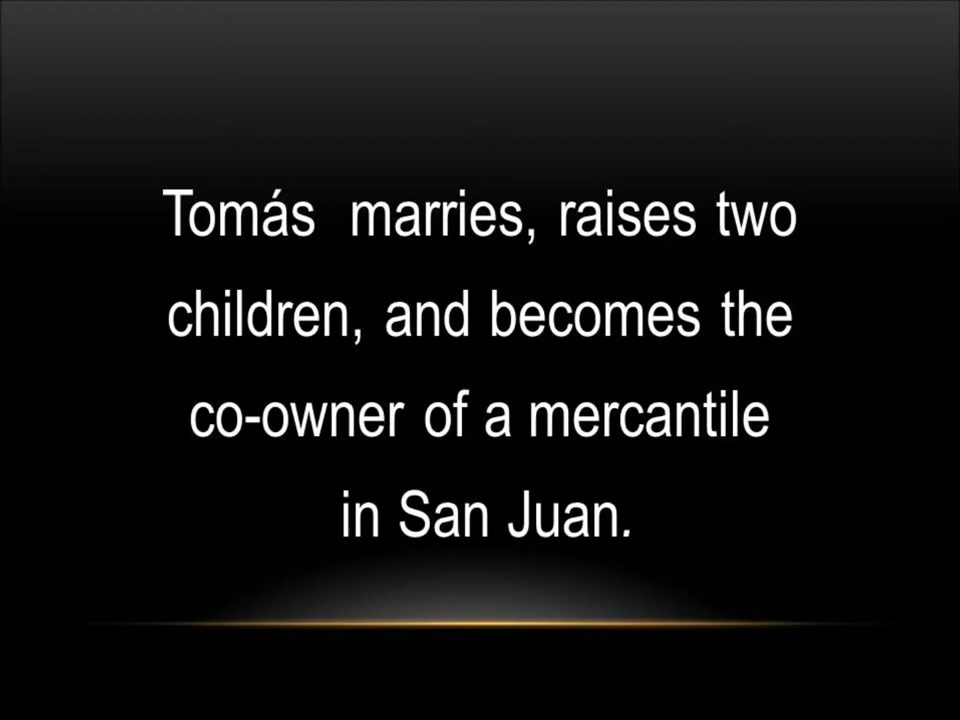 Tomás marries, raises two
children, and becomes the
co-owner of a mercantile
in San Juan.